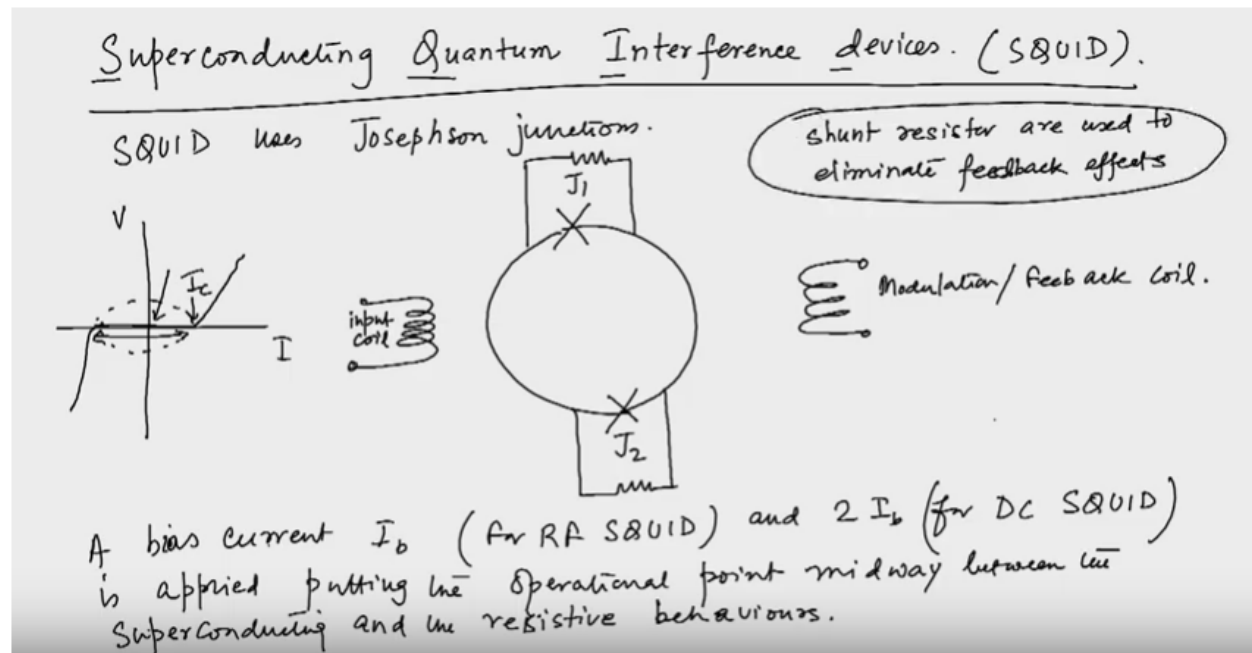 Superconducting Quantum Interference devices. (SQUID).
SQUID uses Josephson junctions.
shunt resistor are used to
eliminate feedback effects
J1
V
Ic
I
input
coil
Modulation/feeback coil.
J2
A bias current Ib (for RF SQUID) and 2 Ib (for DC SQUID)
is applied putting the operational point midway between the
Superconducting and the resistive behaviours.